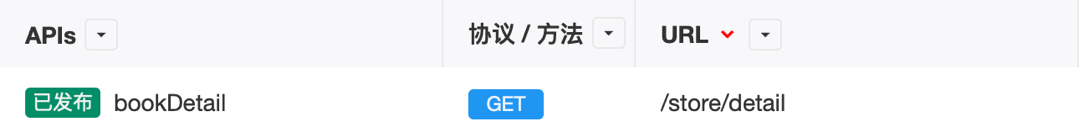 APIs 协议 / 方法 URL
已发布 bookDetail GET /store/detail